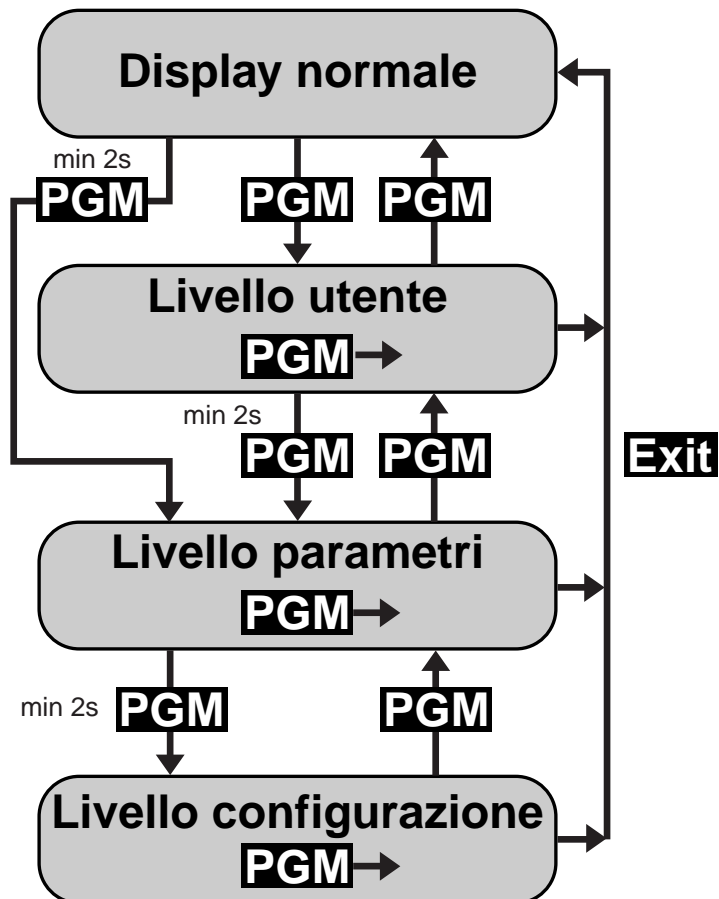 Display normale
min 2s
PGM
PGM
PGM
Livello utente
PGM
min 2s
PGM
PGM
Exit
Livello parametri
PGM
min 2s
PGM
PGM
Livello configurazione
PGM